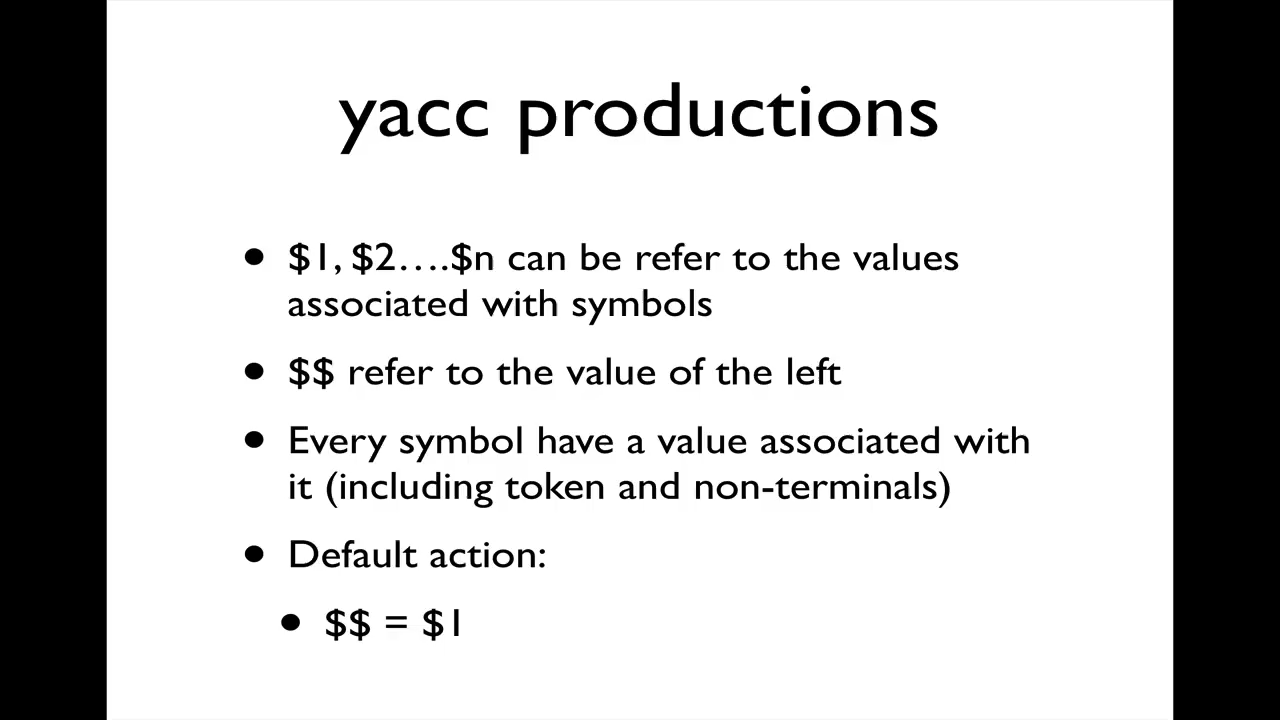 yacc productions
• $1, $2....$n can be refer to the values
associated with symbols
• $$ refer to the value of the left
• Every symbol have a value associated with
it (including token and non-terminals)
• Default action:
• $$ = $1